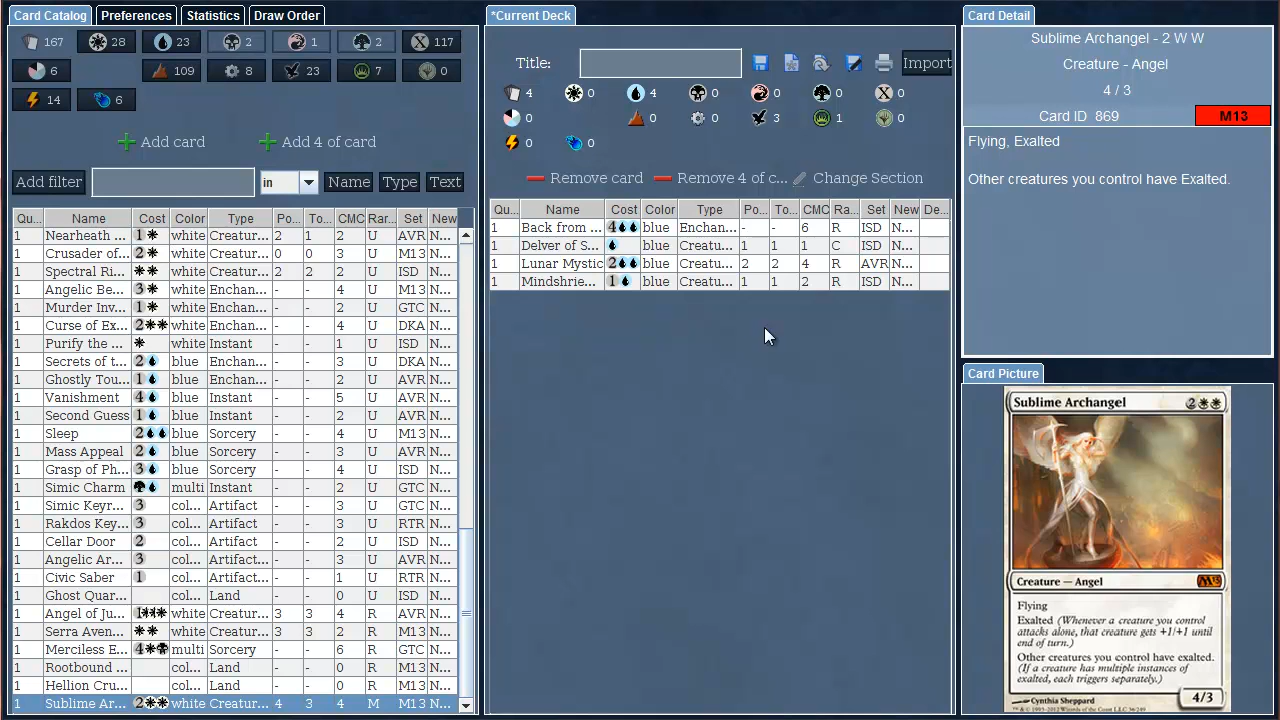 Card Catalog Preferences Statistics Draw Order
167 28 23 2 1 2 X 117
6 109 8 23 7 0
14 6
Add card Add 4 of card
Add filter in Name Type Text
Qu... Name Cost Color Type Po... To... CMC Rar... Set New
1 Nearheath ... 1 white Creatur... 2 1 2 U AVR N...
1 Crusader of... 2 white Creatur... 0 0 3 U M13 N...
1 Spectral Ri... white Creatur... 2 2 2 U ISD N...
1 Angelic Be... 3 white Enchan... - - 4 U M13 N...
1 Murder Inv... 1 white Enchan... - - 2 U GTC N...
1 Curse of Ex... 2 white Enchan... - - 4 U DKA N...
1 Purify the ... white Instant - - 1 U ISD N...
1 Secrets of t... 2 blue Enchan... - - 3 U DKA N...
1 Ghostly Tou... 1 blue Enchan... - - 2 U AVR N...
1 Vanishment 4 blue Instant - - 5 U AVR N...
1 Second Guess 1 blue Instant - - 2 U AVR N...
1 Sleep 2 blue Sorcery - - 4 U M13 N...
1 Mass Appeal 2 blue Sorcery - - 3 U AVR N...
1 Grasp of Ph... 3 blue Sorcery - - 4 U ISD N...
1 Simic Charm multi Instant - - 2 U GTC N...
1 Simic Keyr... 3 col... Artifact - - 3 U GTC N...
1 Rakdos Key... 3 col... Artifact - - 3 U RTR N...
1 Cellar Door 2 col... Artifact - - 2 U ISD N...
1 Angelic Ar... 3 col... Artifact... - - 3 U AVR N...
1 Civic Saber 1 col... Artifact... - - 1 U RTR N...
1 Ghost Quar... col... Land - - 0 U ISD N...
1 Angel of Ju... 1 white Creatur... 3 3 4 R AVR N...
1 Serra Aven... white Creatur... 3 3 2 R M13 N...
1 Merciless E... 4 multi Sorcery - - 6 R GTC N...
1 Rootbound ... col... Land - - 0 R M13 N...
1 Hellion Cru... col... Land - - 0 R M13 N...
1 Sublime Ar... 2 white Creatur... 4 3 4 M M13 N...
*Current Deck
Title: Import
4 0 4 0 0 0 X 0
0 0 0 3 1 0
0 0
Remove card Remove 4 of c... Change Section
Qu... Name Cost Color Type Po... To... CMC Ra... Set New De...
1 Back from ... 4 blue Enchan... - - 6 R ISD N...
1 Delver of S... blue Creatu... 1 1 1 C ISD N...
1 Lunar Mystic 2 blue Creatu... 2 2 4 R AVR N...
1 Mindshrie... 1 blue Creatu... 1 1 2 R ISD N...
Card Detail
Sublime Archangel - 2 W W
Creature - Angel
4 / 3
Card ID 869 M13
Flying, Exalted
Other creatures you control have Exalted.
Card Picture
Sublime Archangel 2
Creature — Angel M13
Flying
Exalted (Whenever a creature you control
attacks alone, that creature gets +1/+1 until
end of turn.)
Other creatures you control have exalted.
(If a creature has multiple instances of
exalted, each triggers separately.)
4/3
Cynthia Sheppard